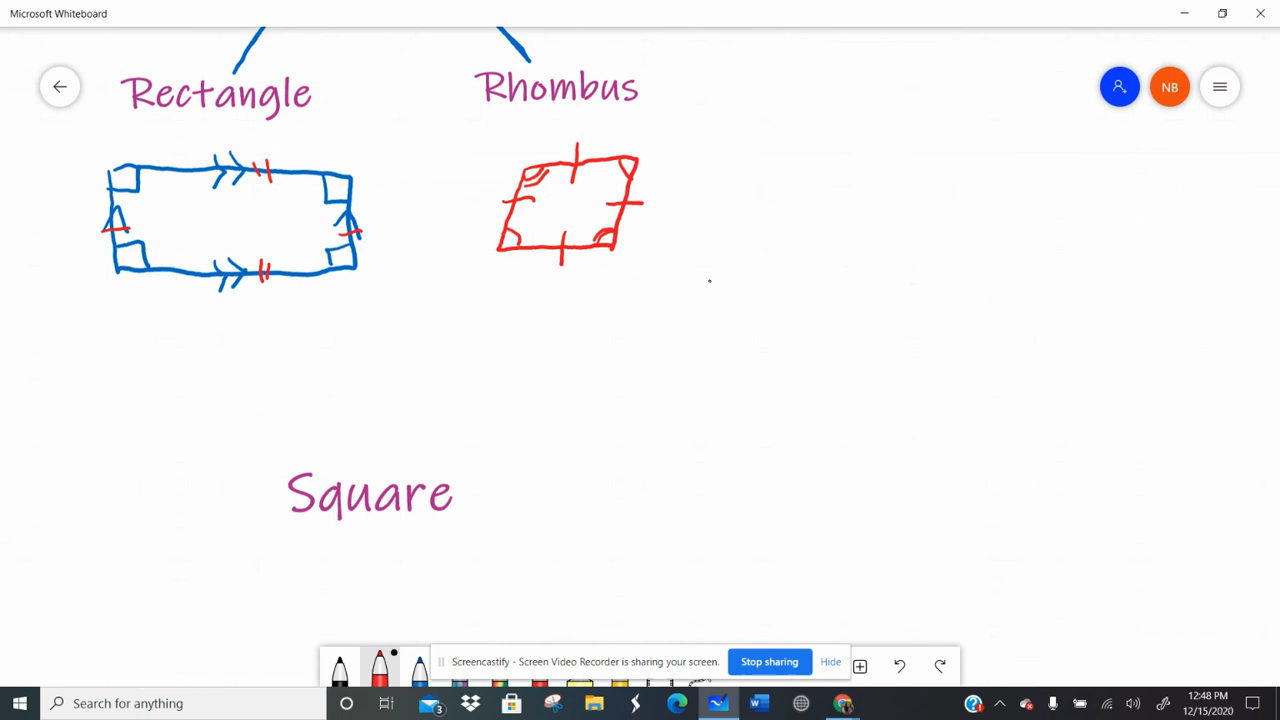 Microsoft Whiteboard
Rectangle
Rhombus
NB
Square
Screencastify - Screen Video Recorder is sharing your screen.
Stop sharing
Hide
Search for anything
3
12:48 PM
12/15/2020